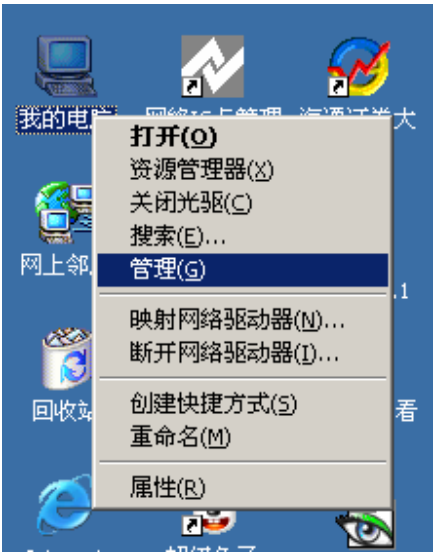 我的电脑
大
打开(O)
资源管理器(X)
关闭光驱(C)
搜索(E)...
网上邻
管理(G)
.1
映射网络驱动器(N)...
断开网络驱动器(I)...
回收站
创建快捷方式(S)
看
重命名(M)
属性(R)